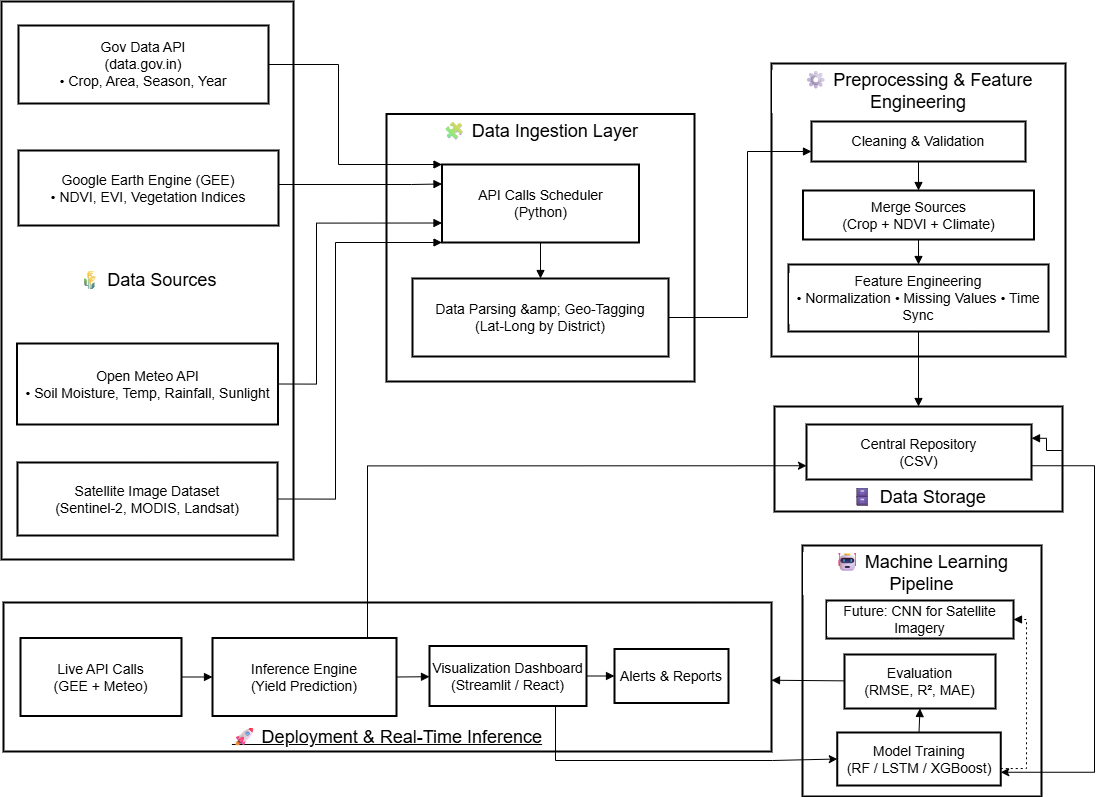 Gov Data API
(data.gov.in)
• Crop, Area, Season, Year
Google Earth Engine (GEE)
• NDVI, EVI, Vegetation Indices
Data Sources
Open Meteo API
• Soil Moisture, Temp, Rainfall, Sunlight
Satellite Image Dataset
(Sentinel-2, MODIS, Landsat)
Data Ingestion Layer
API Calls Scheduler
(Python)
Data Parsing &amp; Geo-Tagging
(Lat-Long by District)
Preprocessing & Feature
Engineering
Cleaning & Validation
Merge Sources
(Crop + NDVI + Climate)
Feature Engineering
• Normalization • Missing Values • Time
Sync
Central Repository
(CSV)
Data Storage
Machine Learning
Pipeline
Future: CNN for Satellite
Imagery
Evaluation
(RMSE, R², MAE)
Model Training
(RF / LSTM / XGBoost)
Live API Calls
(GEE + Meteo)
Inference Engine
(Yield Prediction)
Visualization Dashboard
(Streamlit / React)
Alerts & Reports
Deployment & Real-Time Inference